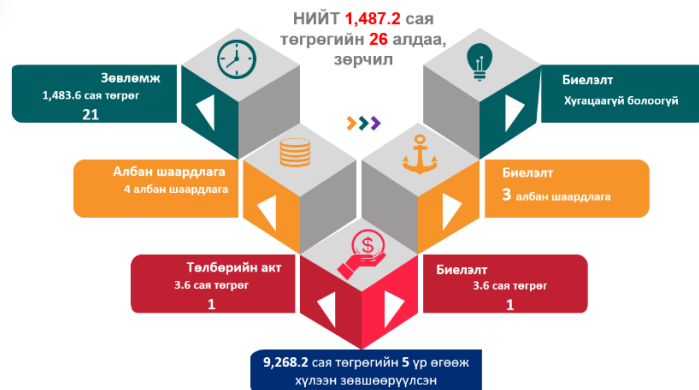 НИЙТ 1,487.2 сая
төгрөгийн 26 алдаа,
зөрчил
Зөвлөмж
1,483.6 сая төгрөг
21
Биелэлт
Хугацаагүй болоогүй
Албан шаардлага
4 албан шаардлага
Биелэлт
3 албан шаардлага
Төлбөрийн акт
3.6 сая төгрөг
1
Биелэлт
3.6 сая төгрөг
1
9,268.2 сая төгрөгийн 5 үр өгөөж
хүлээн зөвшөөрүүлсэн